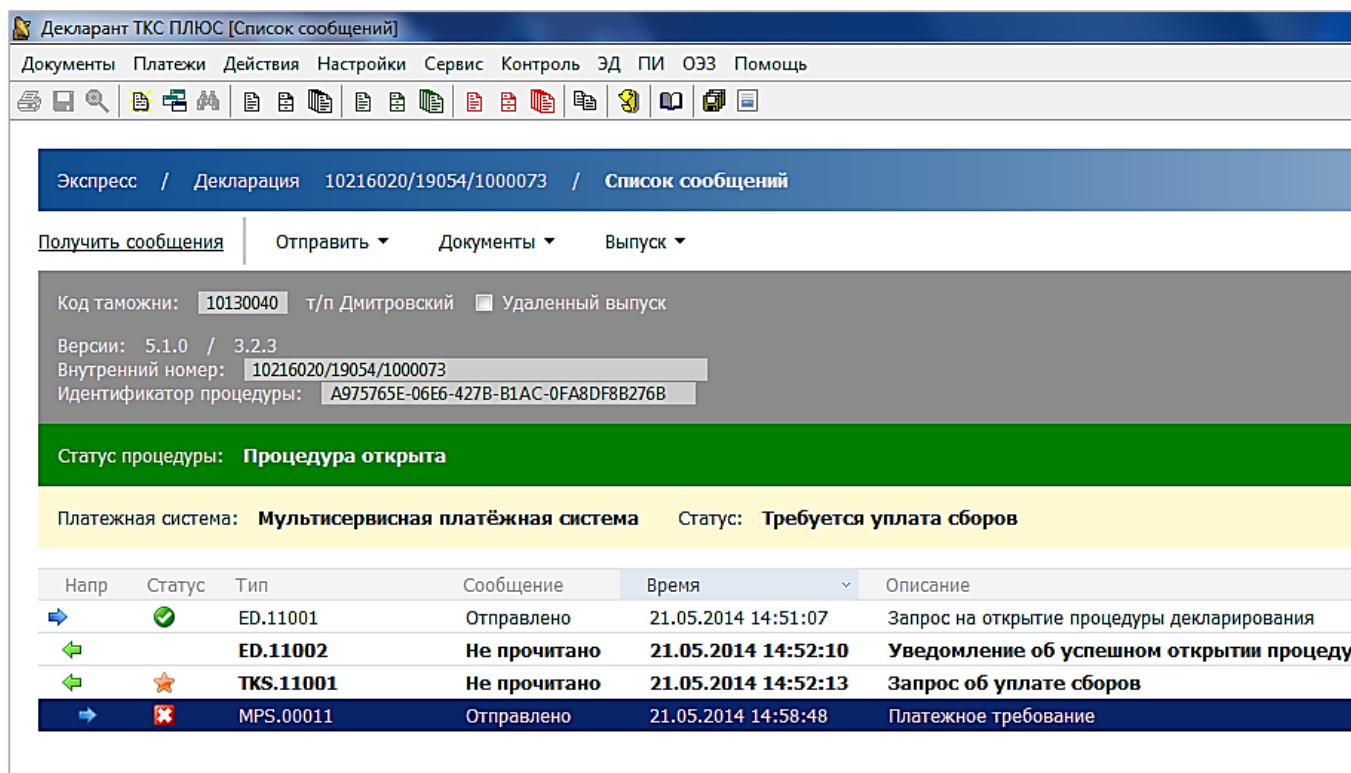 Декларант ТКС ПЛЮС [Список сообщений]
Документы Платежи Действия Настройки Сервис Контроль ЭД ПИ ОЭЗ Помощь
Экспресс / Декларация 10216020/19054/1000073 / Список сообщений
Получить сообщения Отправить Документы Выпуск
Код таможни: 10130040 т/п Дмитровский Удаленный выпуск
Версии: 5.1.0 / 3.2.3
Внутренний номер: 10216020/19054/1000073
Идентификатор процедуры: A975765E-06E6-427B-B1AC-0FA8DF8B276B
Статус процедуры: Процедура открыта
Платежная система: Мультисервисная платёжная система Статус: Требуется уплата сборов
Напр Статус Тип Сообщение Время Описание
ED.11001 Отправлено 21.05.2014 14:51:07 Запрос на открытие процедуры декларирования
ED.11002 Не прочитано 21.05.2014 14:52:10 Уведомление об успешном открытии процеду
TKS.11001 Не прочитано 21.05.2014 14:52:13 Запрос об уплате сборов
MPS.00011 Отправлено 21.05.2014 14:58:48 Платежное требование